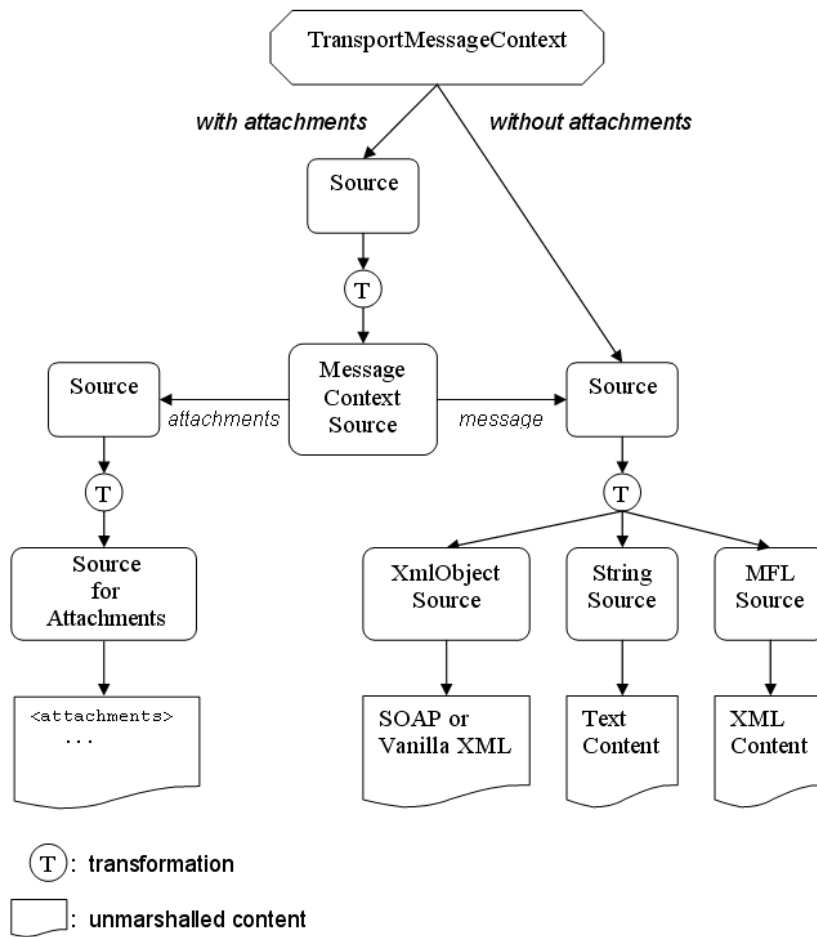 TransportMessageContext
with attachments
without attachments
Source
T
Message
Context
Source
Source
attachments
message
Source
T
T
Source
for
Attachments
XmlObject
Source
String
Source
MFL
Source
<attachments>
...
SOAP or
Vanilla XML
Text
Content
XML
Content
T : transformation
: unmarshalled content